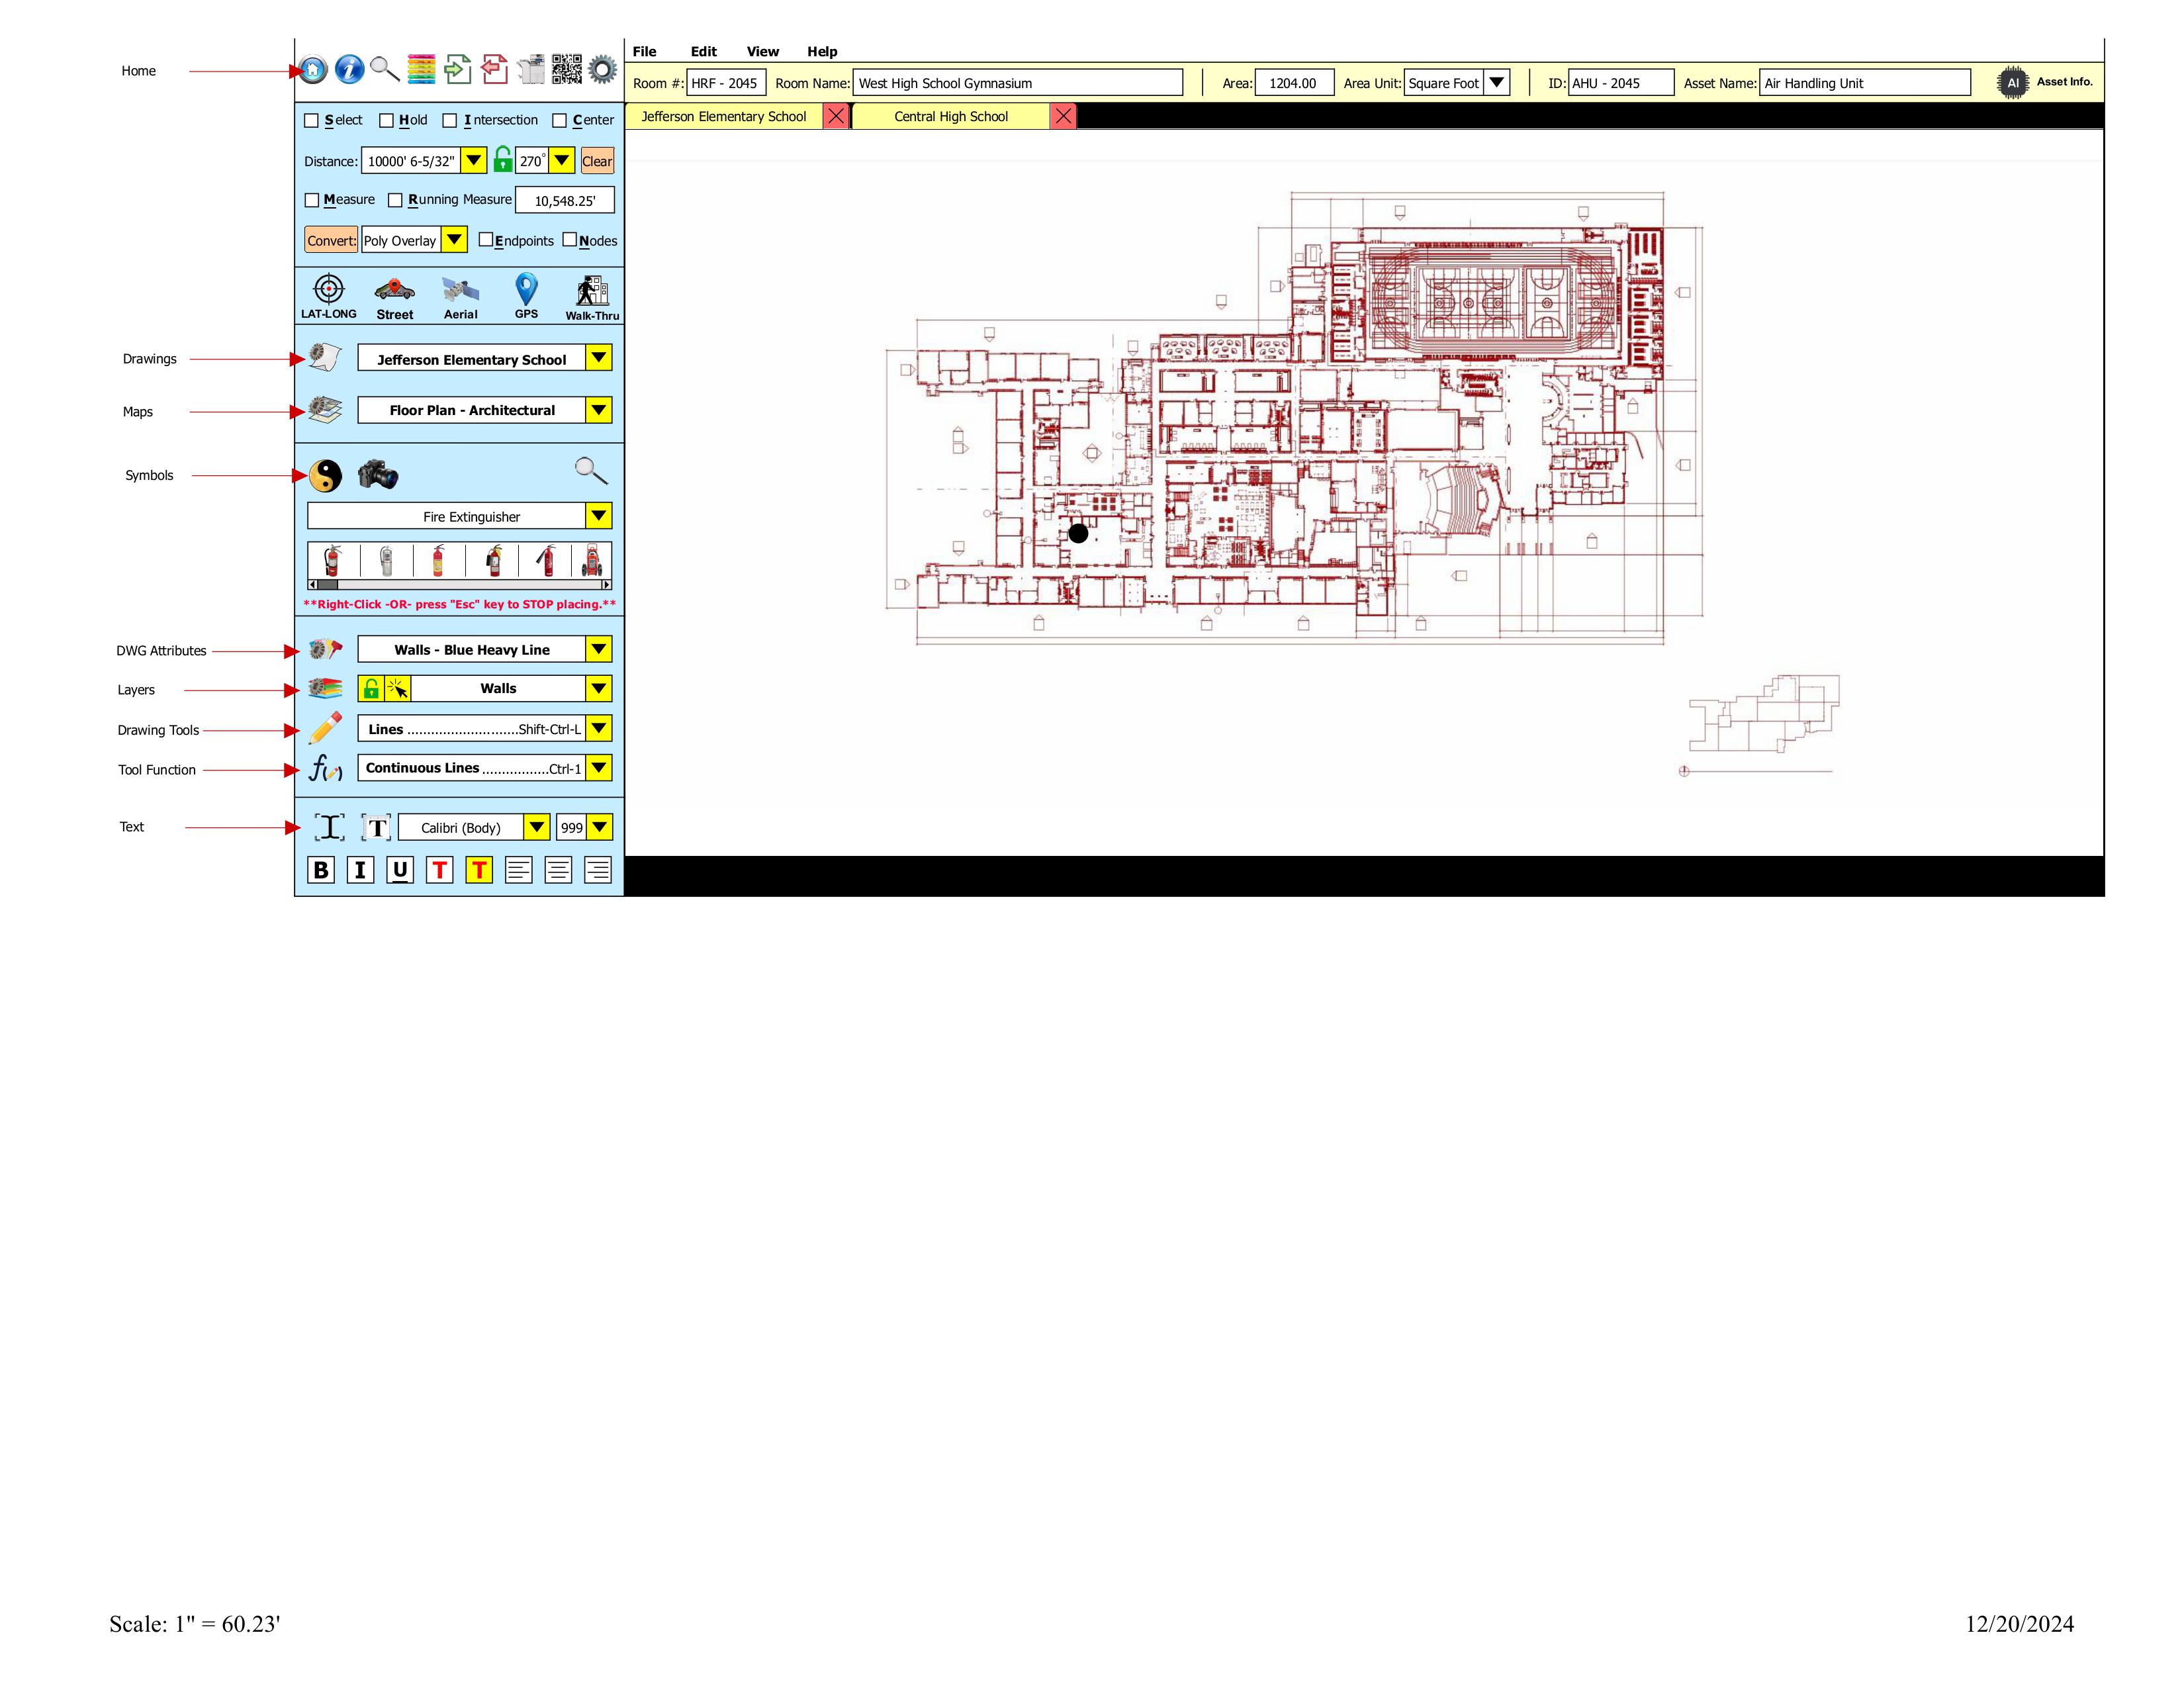 Home
File Edit View Help
Room #: HRF - 2045 Room Name: West High School Gymnasium Area: 1204.00 Area Unit: Square Foot ID: AHU - 2045 Asset Name: Air Handling Unit AI Asset Info.
Jefferson Elementary School Central High School
Select Hold Intersection Center
Distance: 10000' 6-5/32" 270° Clear
Measure Running Measure 10,548.25'
Convert: Poly Overlay Endpoints Nodes
LAT-LONG Street Aerial GPS Walk-Thru
Drawings Jefferson Elementary School
Maps Floor Plan - Architectural
Symbols
Fire Extinguisher
**Right-Click -OR- press "Esc" key to STOP placing.**
DWG Attributes Walls - Blue Heavy Line
Layers Walls
Drawing Tools Lines ............................Shift-Ctrl-L
Tool Function Continuous Lines .................Ctrl-1
Text T Calibri (Body) 999
B I U T T
Scale: 1" = 60.23' 12/20/2024